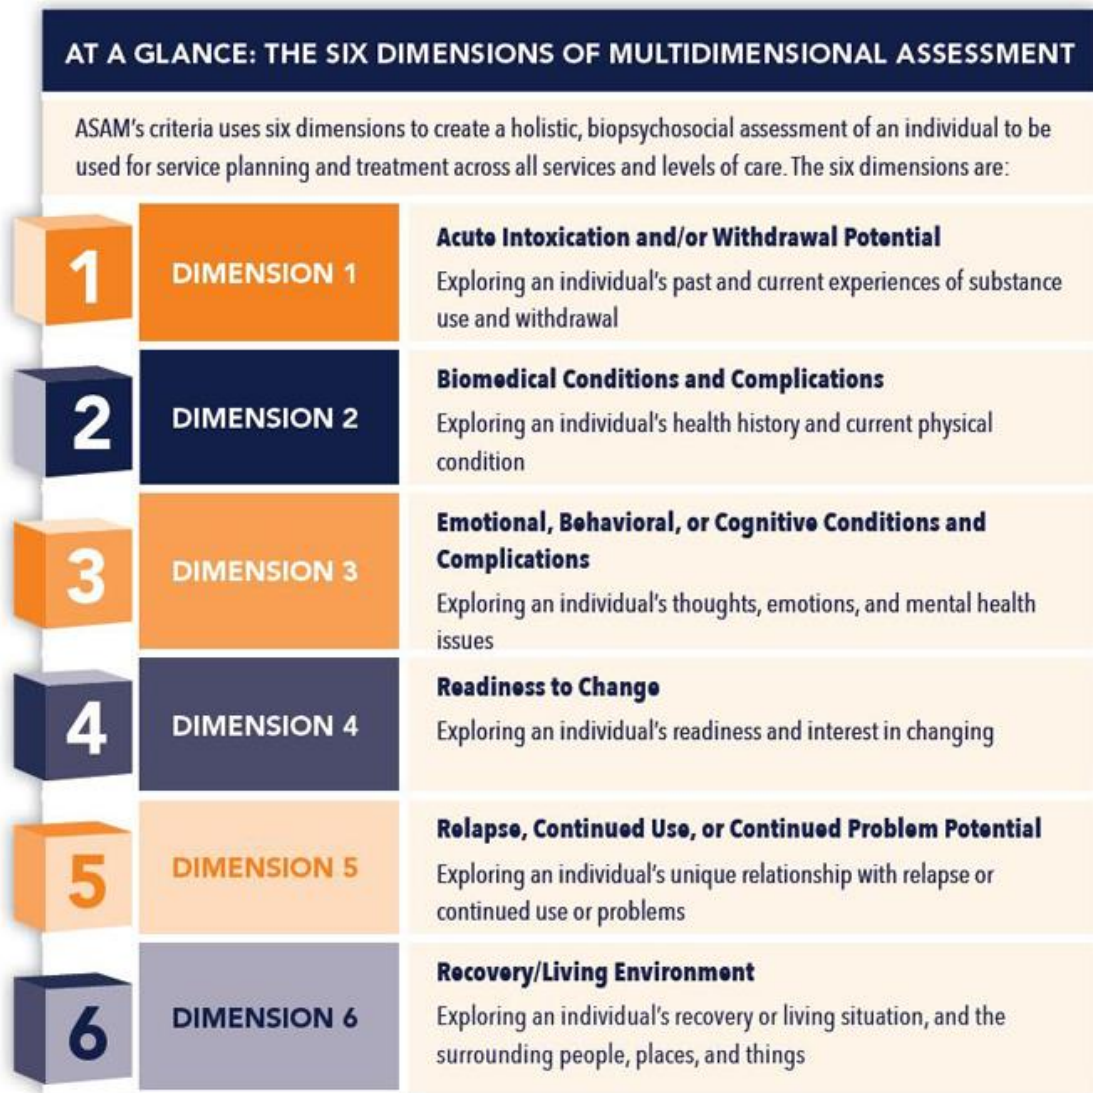 AT A GLANCE: THE SIX DIMENSIONS OF MULTIDIMENSIONAL ASSESSMENT
ASAM's criteria uses six dimensions to create a holistic, biopsychosocial assessment of an individual to be
used for service planning and treatment across all services and levels of care. The six dimensions are:
1
DIMENSION 1
Acute Intoxication and/or Withdrawal Potential
Exploring an individual's past and current experiences of substance
use and withdrawal
2
DIMENSION 2
Biomedical Conditions and Complications
Exploring an individual's health history and current physical
condition
3
DIMENSION 3
Emotional, Behavioral, or Cognitive Conditions and
Complications
Exploring an individual's thoughts, emotions, and mental health
issues
4
DIMENSION 4
Readiness to Change
Exploring an individual's readiness and interest in changing
5
DIMENSION 5
Relapse, Continued Use, or Continued Problem Potential
Exploring an individual's unique relationship with relapse or
continued use or problems
6
DIMENSION 6
Recovery/Living Environment
Exploring an individual's recovery or living situation, and the
surrounding people, places, and things